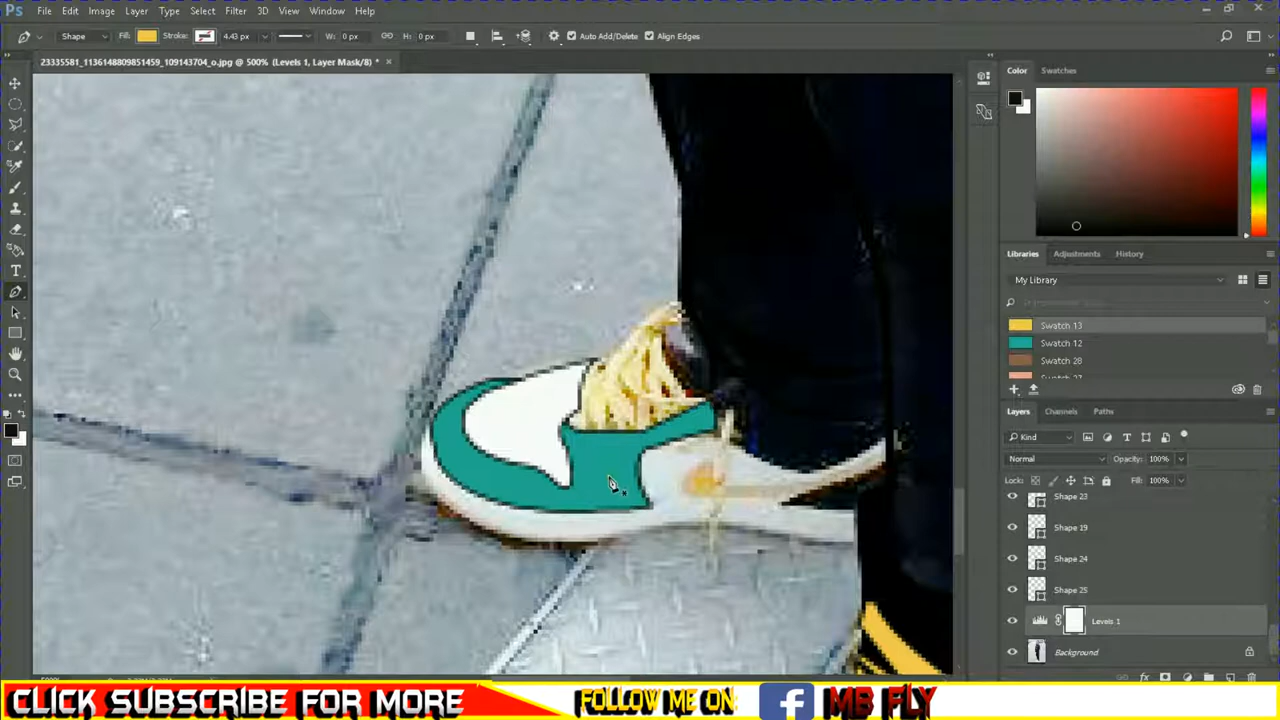 Ps File Edit Image Layer Type Select Filter 3D View Window Help
Shape Fill: Stroke: 4.43 px W: 0 px H: 0 px Auto Add/Delete Align Edges
23335581_1136148809851459_109143704_o.jpg @ 500% (Levels 1, Layer Mask/8) *
Color Swatches
Libraries Adjustments History
My Library
Swatch 13
Swatch 12
Swatch 28
Layers Channels Paths
Kind
Normal Opacity: 100%
Locks: Fill: 100%
Shape 23
Shape 19
Shape 24
Shape 25
Levels 1
Background
CLICK SUBSCRIBE FOR MORE FOLLOW ME ON f MB FLY